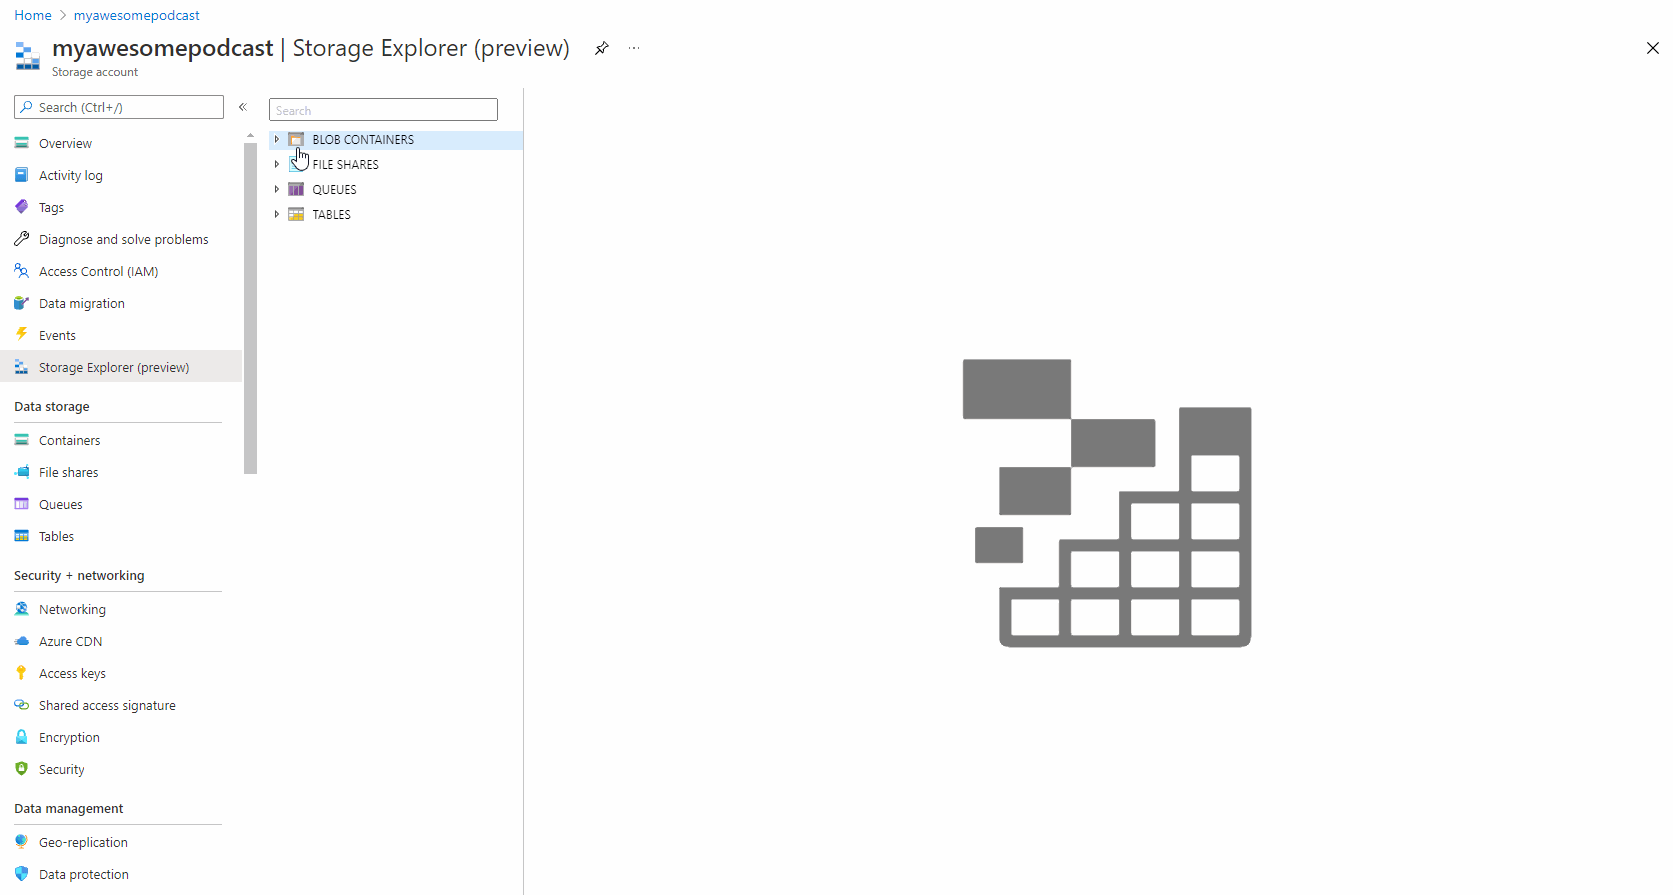 Home > myawesomepodcast
myawesomepodcast | Storage Explorer (preview) ...
Storage account
Search (Ctrl+/)
«
Overview
Activity log
Tags
Diagnose and solve problems
Access Control (IAM)
Data migration
Events
Storage Explorer (preview)
Data storage
Containers
File shares
Queues
Tables
Security + networking
Networking
Azure CDN
Access keys
Shared access signature
Encryption
Security
Data management
Geo-replication
Data protection
Search
BLOB CONTAINERS
FILE SHARES
QUEUES
TABLES